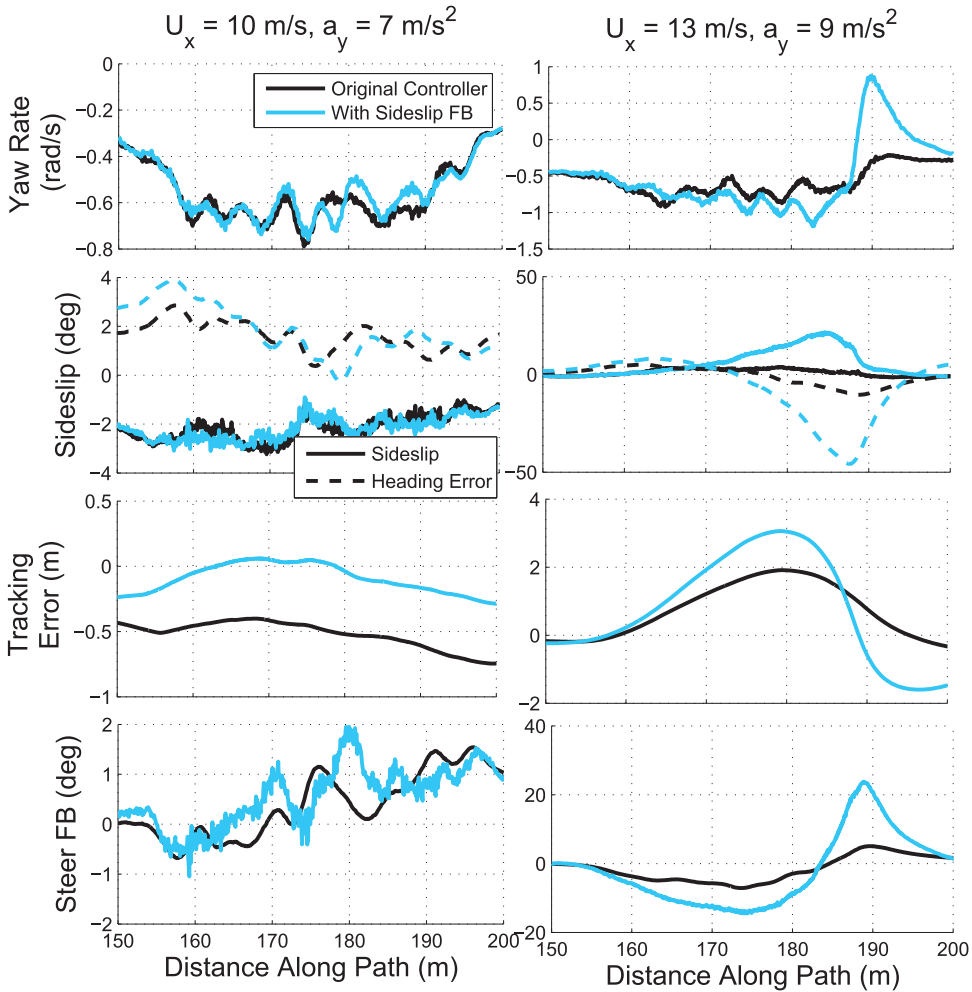 U_x = 10 m/s, a_y = 7 m/s^2
U_x = 13 m/s, a_y = 9 m/s^2
Yaw Rate
(rad/s)
0
−0.2
−0.4
−0.6
−0.8
Original Controller
With Sideslip FB
1
0.5
0
−0.5
−1
−1.5
Sideslip (deg)
4
2
0
−2
−4
Sideslip
Heading Error
50
0
−50
Tracking
Error (m)
0.5
0
−0.5
−1
4
2
0
−2
Steer FB (deg)
2
1
0
−1
−2
40
20
0
−20
150 160 170 180 190 200
150 160 170 180 190 200
Distance Along Path (m)
Distance Along Path (m)